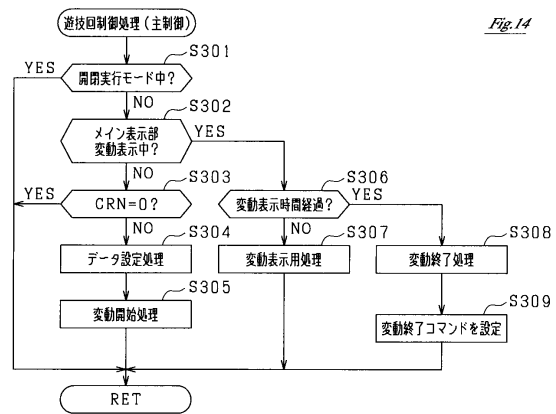 Fig.14
遊技回制御処理(主制御)
S301
開閉実行モード中?
YES
NO
S302
メイン表示部
変動表示中?
YES
NO
S303
CRN=0?
YES
NO
S306
変動表示時間経過?
YES
NO
S304
データ設定処理
S307
変動表示用処理
S308
変動終了処理
S305
変動開始処理
S309
変動終了コマンドを設定
RET